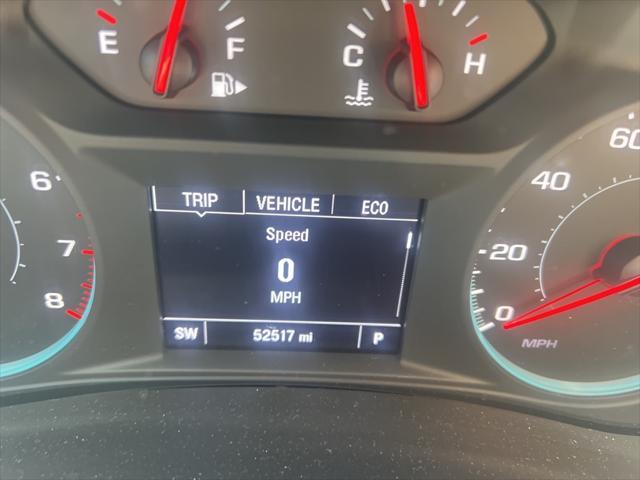 E F C H
TRIP VEHICLE ECO
Speed
0
MPH
SW 52517 mi P
6
7
8
60
40
20
0
MPH